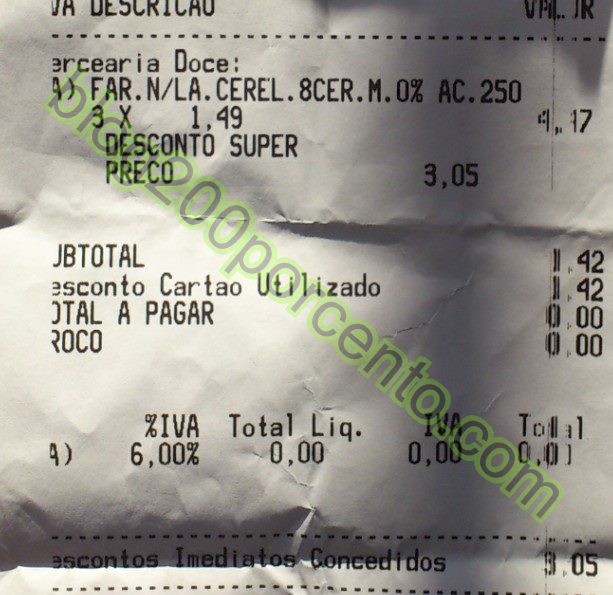 VA DESCRICAO VALOR
ercearia Doce:
A) FAR.N/LA.CEREL.8CER.M.0% AC.250
3 X 1,49 4,47
DESCONTO SUPER
PRECO 3,05
UBTOTAL 1,42
esconto Cartao Utilizado 1,42
OTAL A PAGAR 0,00
ROCO 0,00
%IVA Total Liq. IVA Total
A) 6,00% 0,00 0,00 0,00
escontos Imediatos Concedidos 3,05
blog200porcento.com